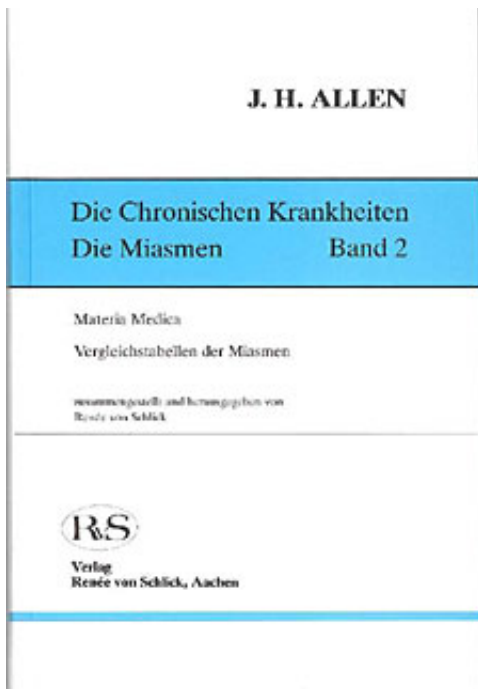 J. H. ALLEN
Die Chronischen Krankheiten
Die Miasmen Band 2
Materia Medica
Vergleichstabellen der Miasmen
zusammengestellt und herausgegeben von
Renée von Schlick
RvS
Verlag
Renée von Schlick, Aachen